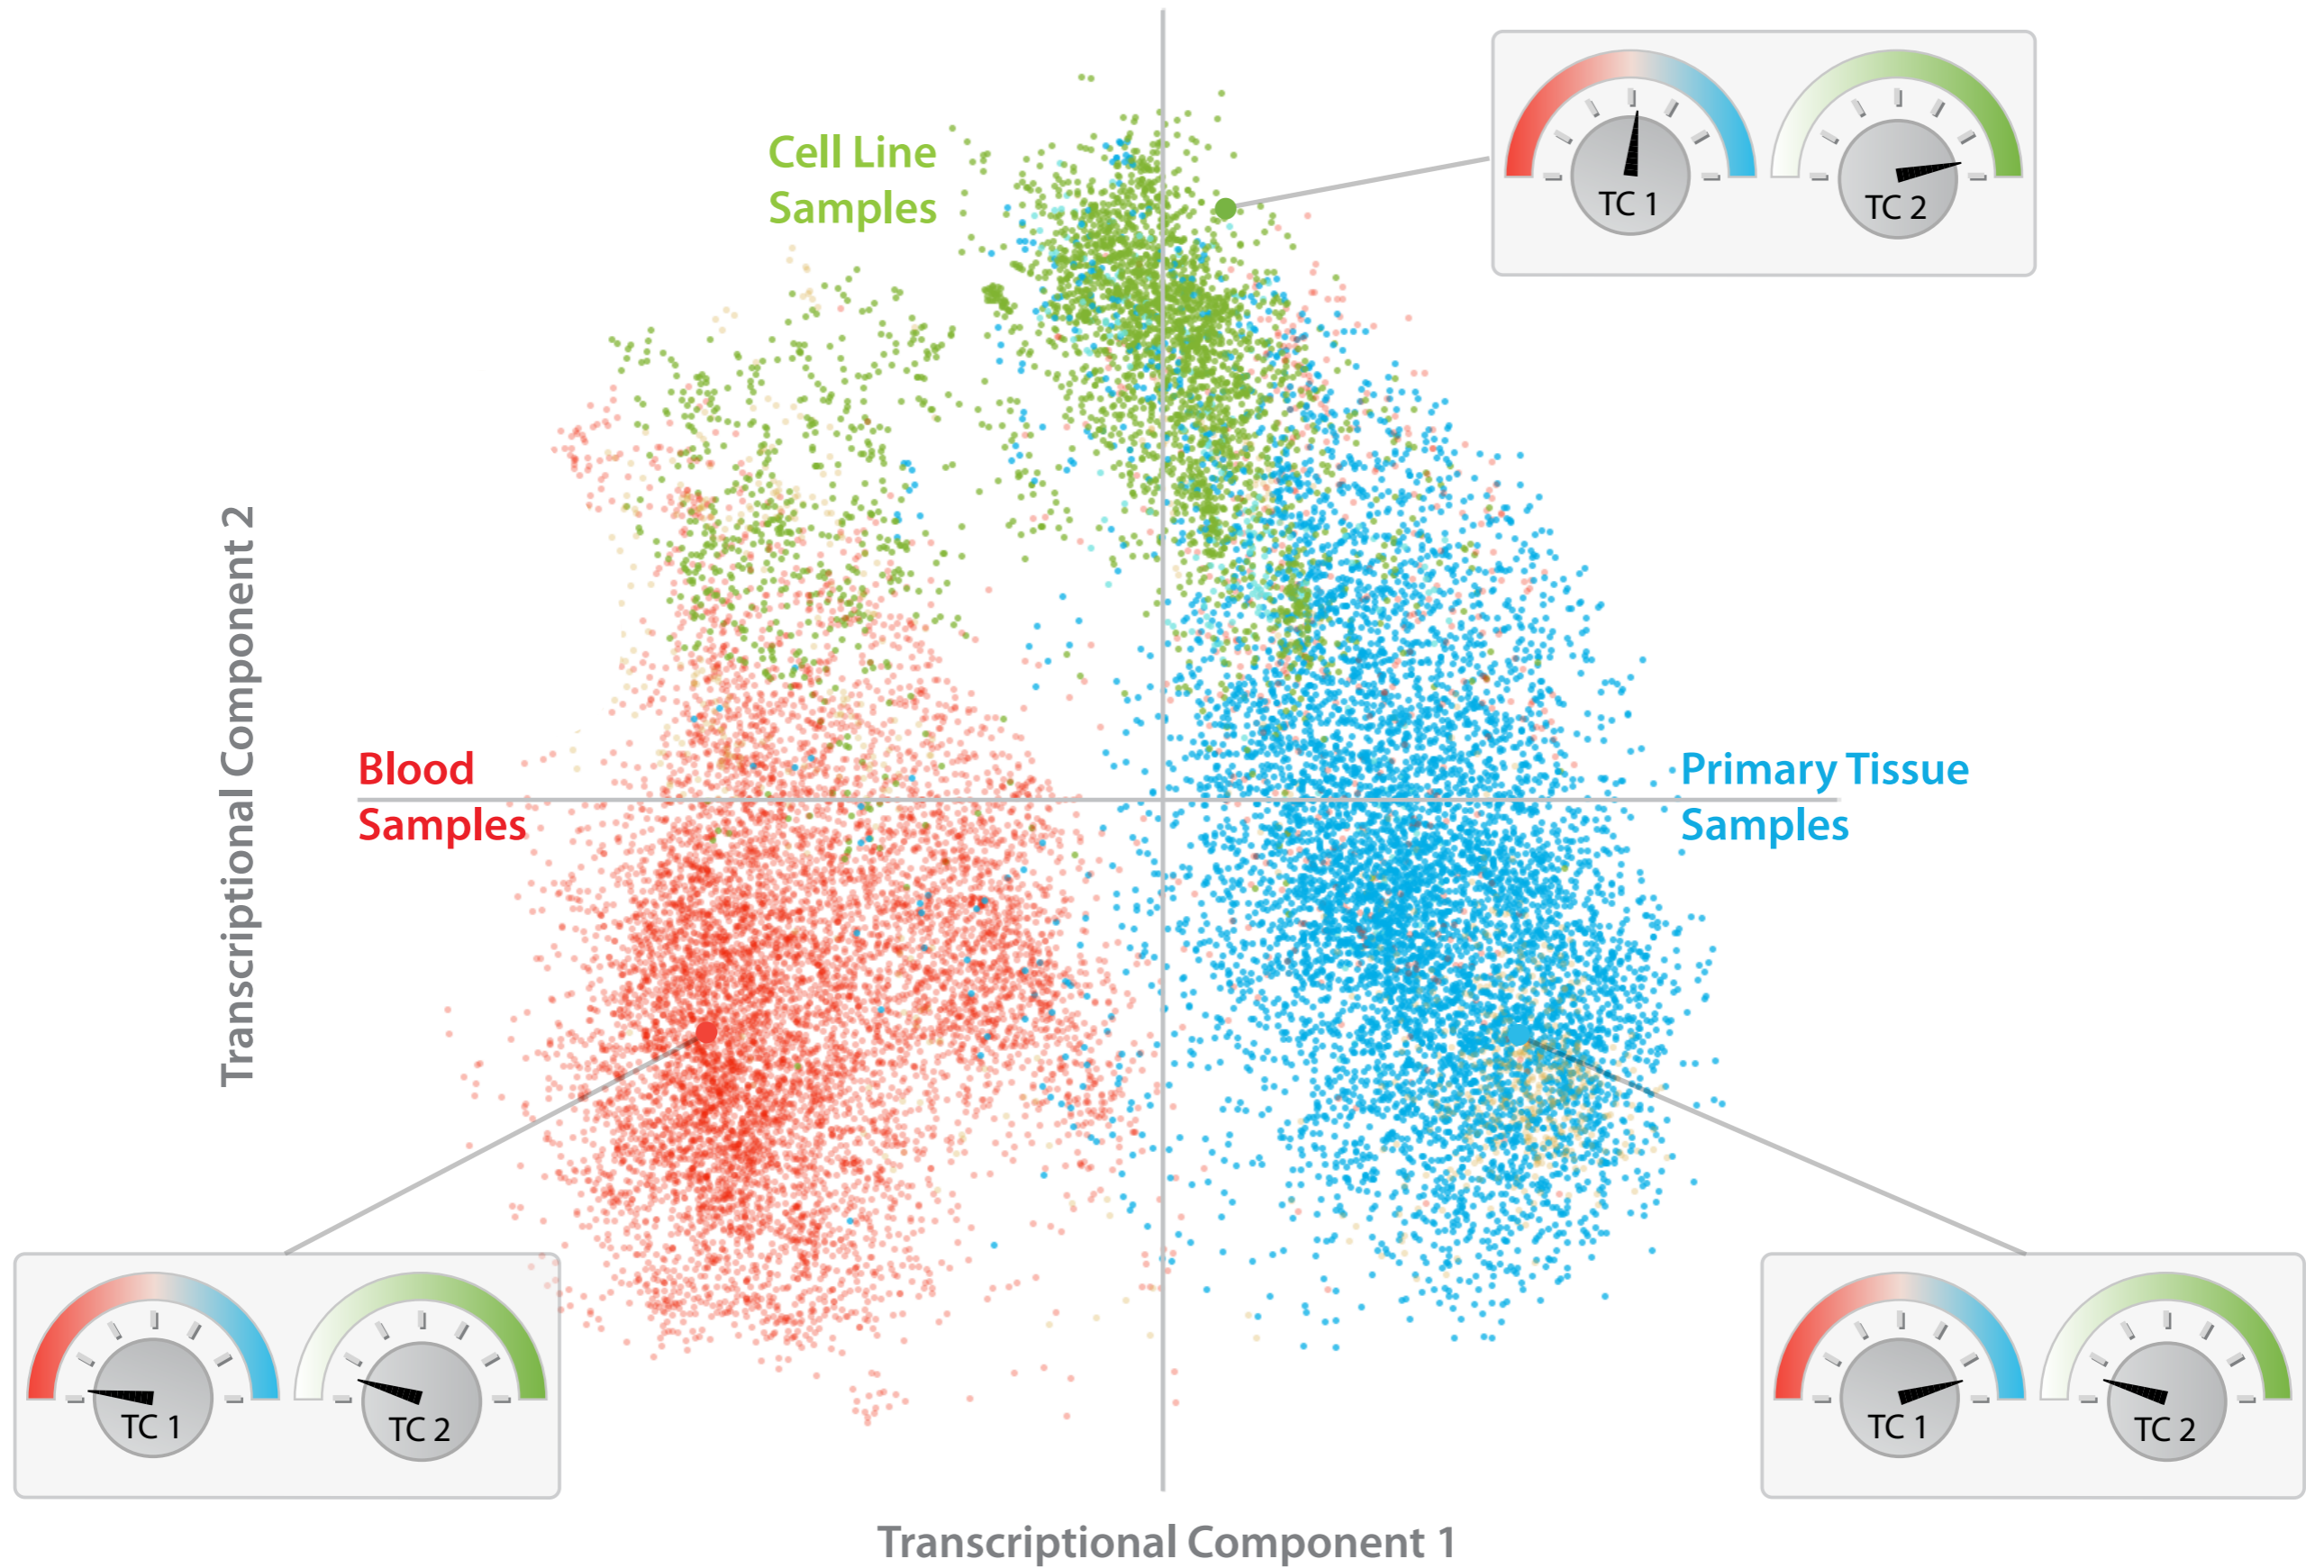 Cell Line
Samples
TC 1
TC 2
Transcriptional Component 2
Blood
Samples
Primary Tissue
Samples
TC 1
TC 2
TC 1
TC 2
Transcriptional Component 1